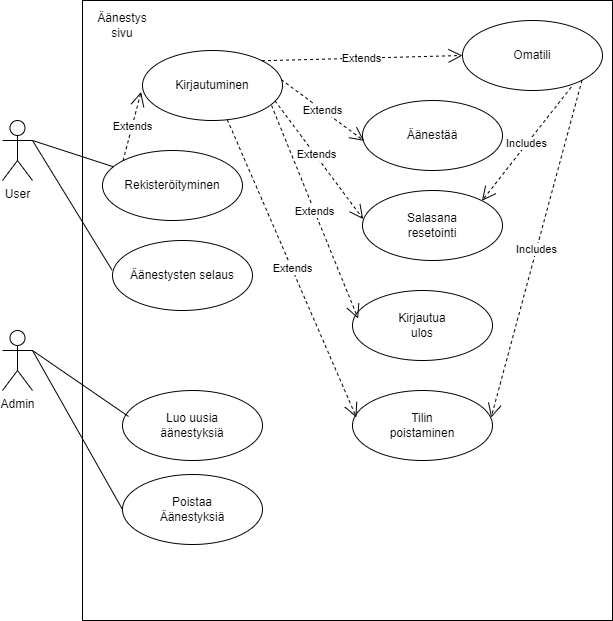 Äänestys
sivu
Kirjautuminen
Extends
Omatili
Extends
Extends
Äänestää
Includes
User
Rekisteröityminen
Extends
Salasana
resetointi
Extends
Äänestysten selaus
Extends
Includes
Kirjautua
ulos
Admin
Luo uusia
äänestyksiä
Tilin
poistaminen
Poistaa
Äänestyksiä